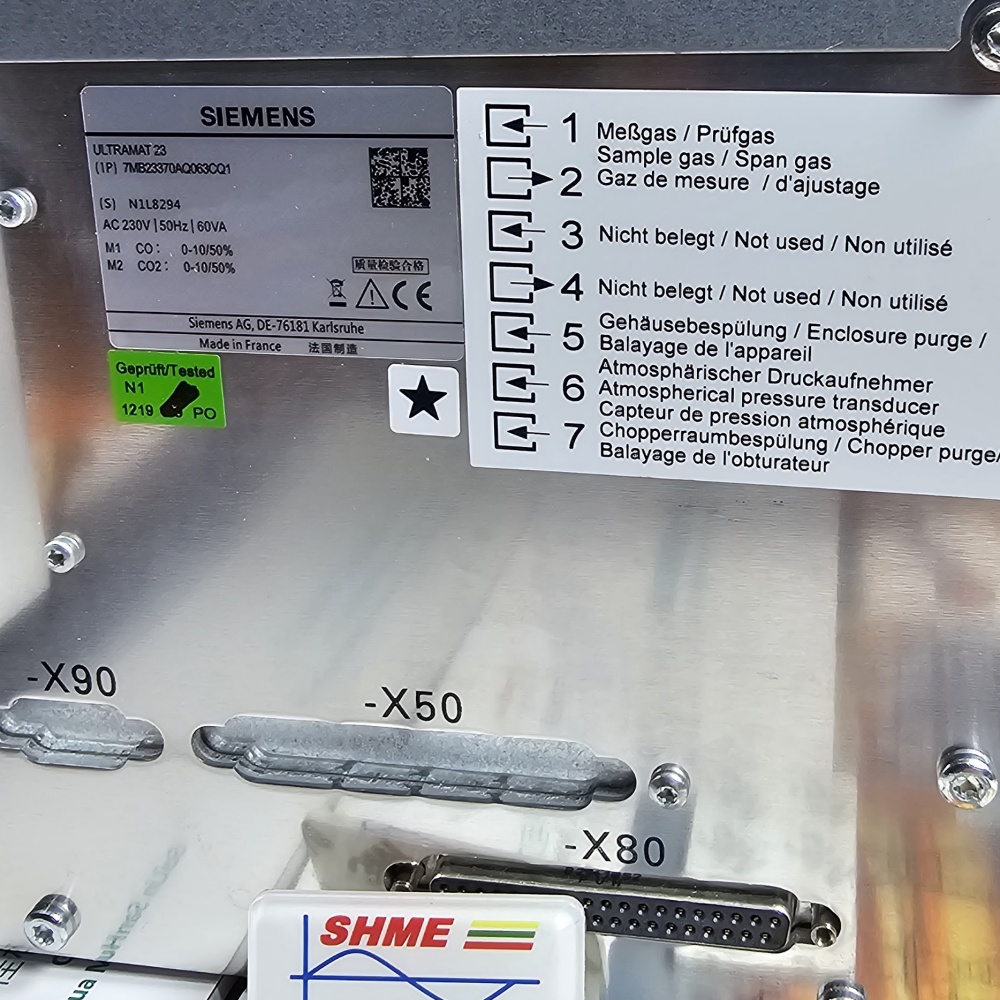 SIEMENS
ULTRAMAT 23
(1P) 7MB23370AQ063CQ1
(S) N1L8294
AC 230V | 50Hz | 60VA
M1 CO: 0-10/50%
M2 CO2: 0-10/50%
质量检验合格
CE
Siemens AG, DE-76181 Karlsruhe
Made in France 法国制造
Geprüft/Tested
N1
1219 PO
1 Meßgas / Prüfgas
Sample gas / Span gas
2 Gaz de mesure / d'ajustage
3 Nicht belegt / Not used / Non utilisé
4 Nicht belegt / Not used / Non utilisé
5 Gehäusebespülung / Enclosure purge /
Balayage de l'appareil
6 Atmosphärischer Druckaufnehmer
Atmospherical pressure transducer
Capteur de pression atmosphérique
7 Chopperraumbespülung / Chopper purge/
Balayage de l'obturateur
-X90
-X50
-X80
SHME